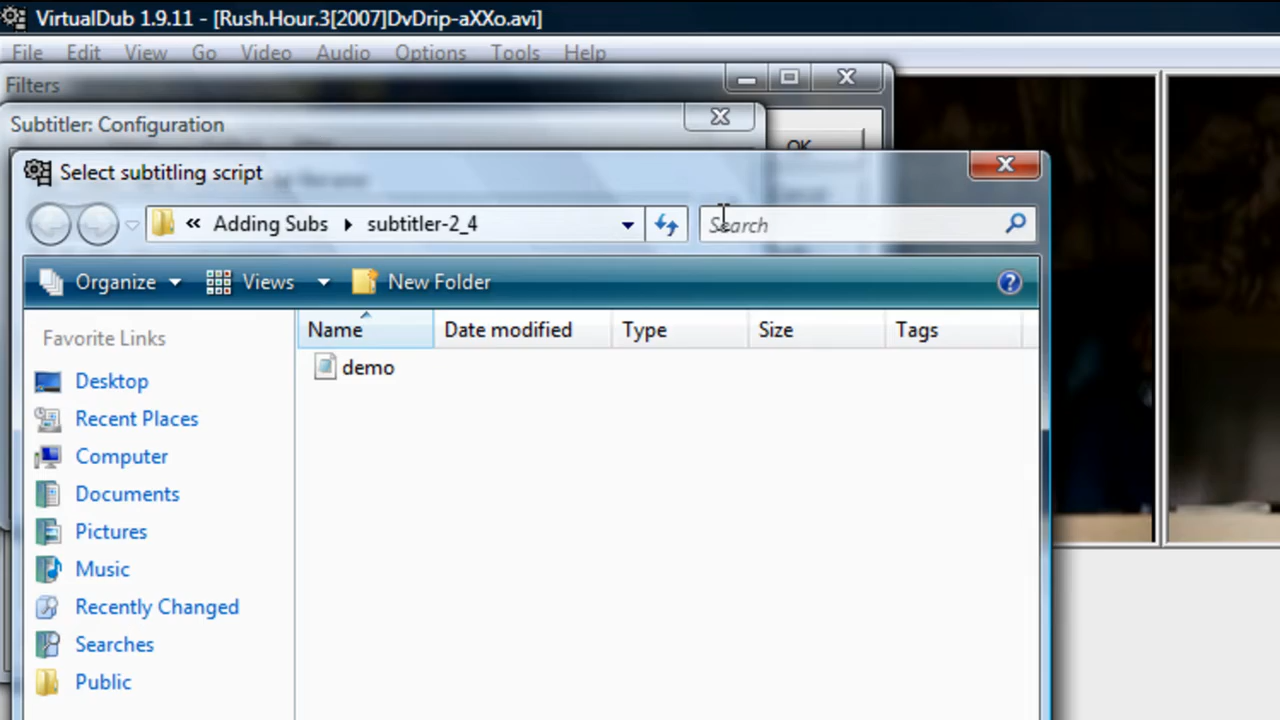 VirtualDub 1.9.11 - [Rush.Hour.3[2007]DvDrip-aXXo.avi]
File Edit View Go Video Audio Options Tools Help
Filters
Subtitler: Configuration
OK
Select subtitling script
« Adding Subs subtitler-2_4 Search
Organize Views New Folder
Favorite Links
Name Date modified Type Size Tags
demo
Desktop
Recent Places
Computer
Documents
Pictures
Music
Recently Changed
Searches
Public